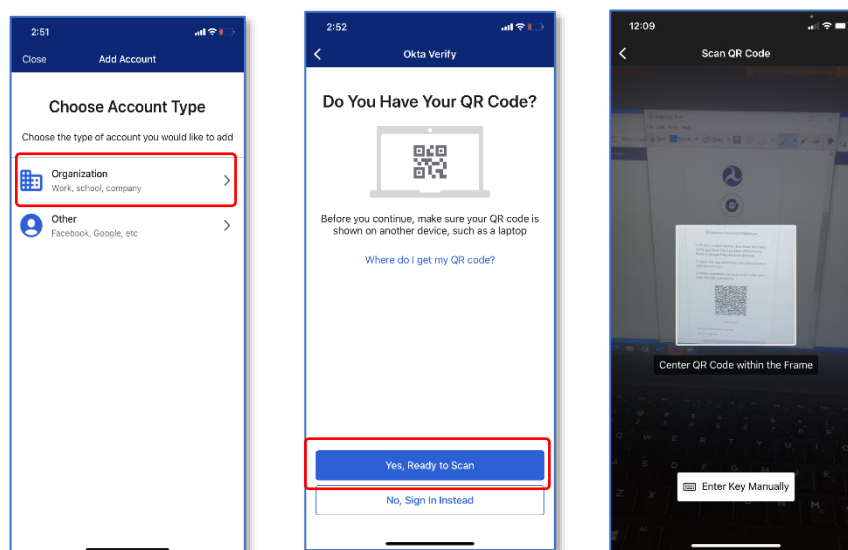 2:51
Close
Add Account
Choose Account Type
Choose the type of account you would like to add
Organization
Work, school, company
Other
Facebook, Google, etc
2:52
Okta Verify
Do You Have Your QR Code?
Before you continue, make sure your QR code is
shown on another device, such as a laptop
Where do I get my QR code?
Yes, Ready to Scan
No, Sign In Instead
12:09
Scan QR Code
Center QR Code within the Frame
Enter Key Manually